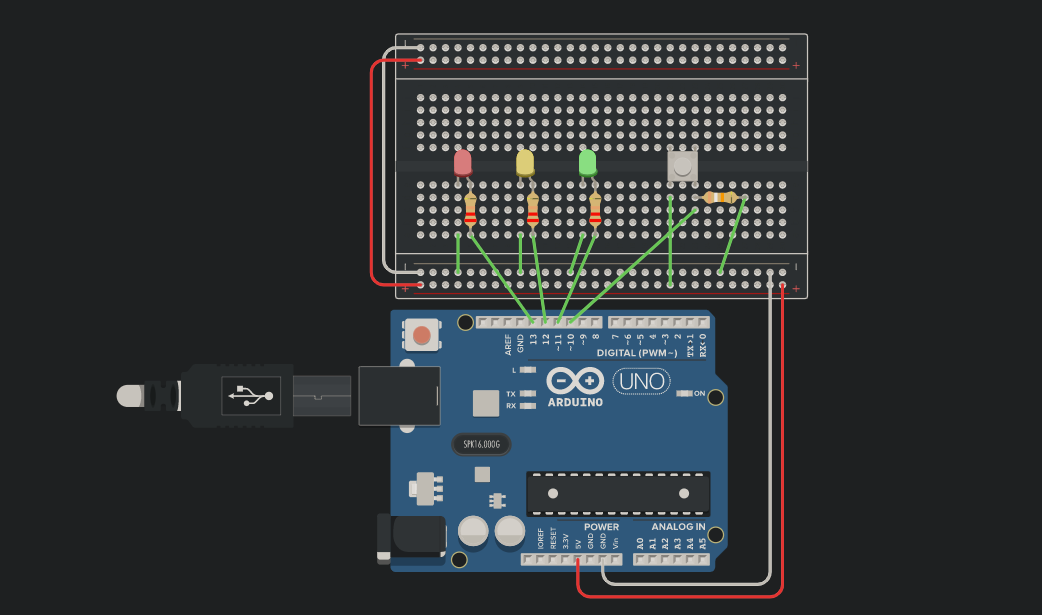 AREF
GND
13
12
~11
~10
~9
8
7
~6
~5
4
~3
2
TX>1
RX<0
DIGITAL (PWM~)
L
TX
RX
UNO
ARDUINO
ON
SPK16.000G
POWER
ANALOG IN
IOREF
RESET
3.3V
5V
GND
GND
Vin
A0
A1
A2
A3
A4
A5